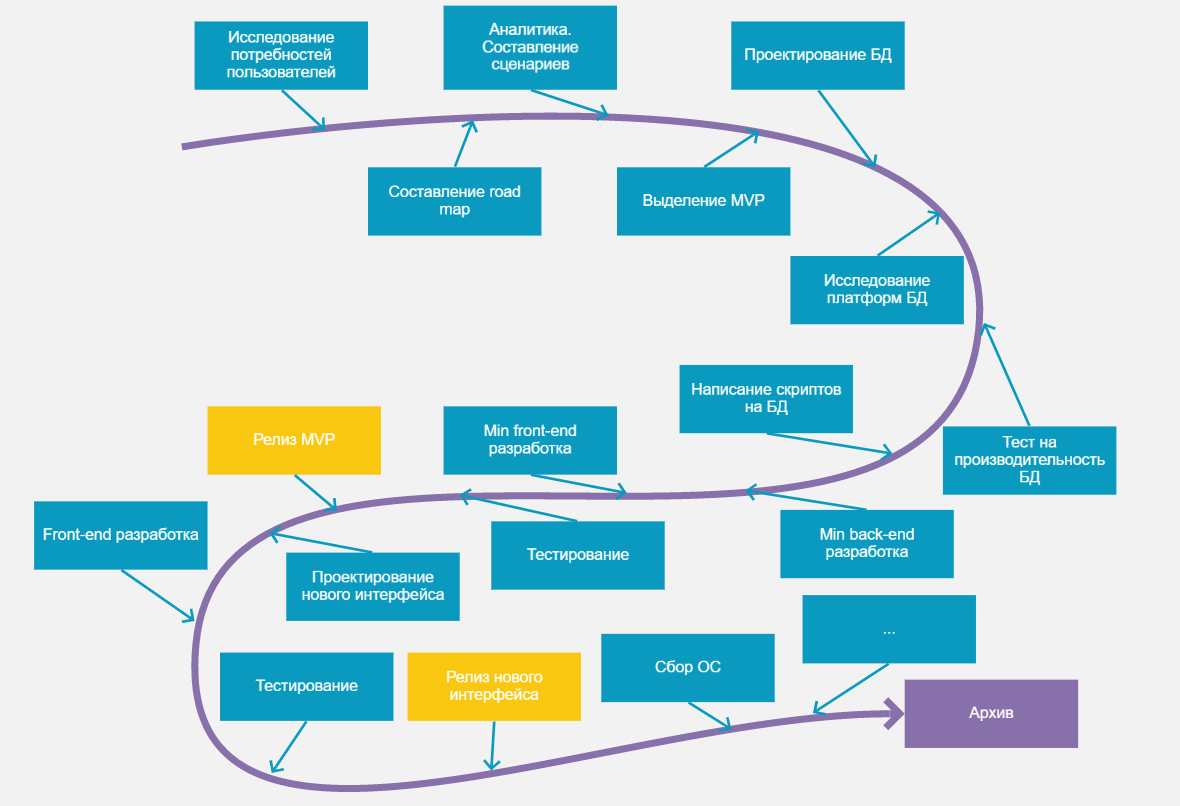 Исследование
потребностей
пользователей
Составление road
map
Аналитика.
Составление
сценариев
Выделение MVP
Проектирование БД
Исследование
платформ БД
Тест на
производительность
БД
Написание скриптов
на БД
Min back-end
разработка
Min front-end
разработка
Тестирование
Релиз MVP
Проектирование
нового интерфейса
Front-end разработка
Тестирование
Релиз нового
интерфейса
Сбор ОС
...
Архив